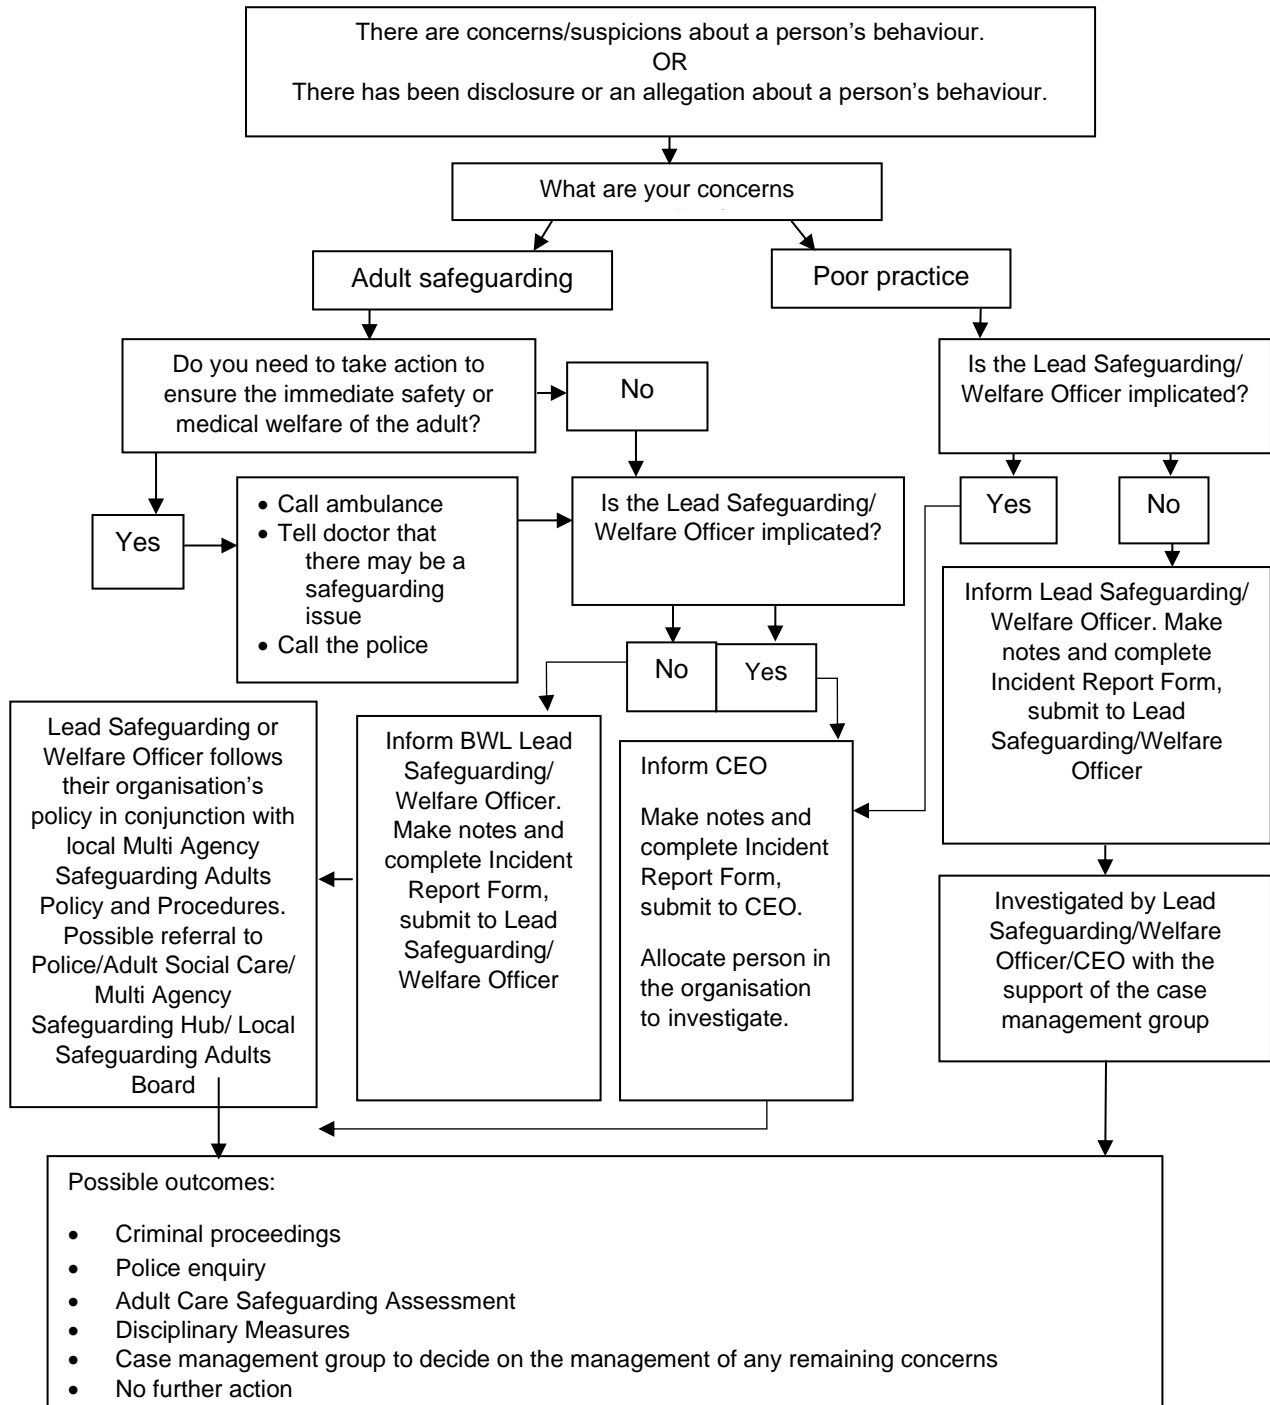 There are concerns/suspicions about a person’s behaviour.
OR
There has been disclosure or an allegation about a person’s behaviour.
What are your concerns
Adult safeguarding
Poor practice
Do you need to take action to
ensure the immediate safety or
medical welfare of the adult?
No
Is the Lead Safeguarding/
Welfare Officer implicated?
Yes
• Call ambulance
• Tell doctor that
there may be a
safeguarding
issue
• Call the police
Is the Lead Safeguarding/
Welfare Officer implicated?
Yes
No
No
Yes
Inform Lead Safeguarding/
Welfare Officer. Make
notes and complete
Incident Report Form,
submit to Lead
Safeguarding/Welfare
Officer
Lead Safeguarding or
Welfare Officer follows
their organisation’s
policy in conjunction with
local Multi Agency
Safeguarding Adults
Policy and Procedures.
Possible referral to
Police/Adult Social Care/
Multi Agency
Safeguarding Hub/ Local
Safeguarding Adults
Board
Inform BWL Lead
Safeguarding/
Welfare Officer.
Make notes and
complete Incident
Report Form,
submit to Lead
Safeguarding/
Welfare Officer
Inform CEO
Make notes and
complete Incident
Report Form,
submit to CEO.
Allocate person in
the organisation
to investigate.
Investigated by Lead
Safeguarding/Welfare
Officer/CEO with the
support of the case
management group
Possible outcomes:
• Criminal proceedings
• Police enquiry
• Adult Care Safeguarding Assessment
• Disciplinary Measures
• Case management group to decide on the management of any remaining concerns
• No further action